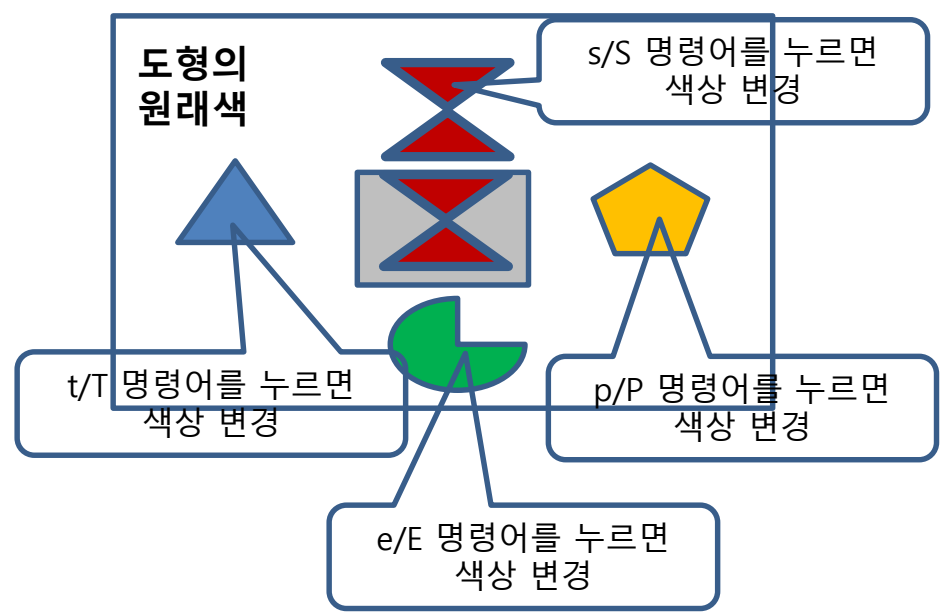 도형의
원래색
s/S 명령어를 누르면
색상 변경
t/T 명령어를 누르면
색상 변경
p/P 명령어를 누르면
색상 변경
e/E 명령어를 누르면
색상 변경